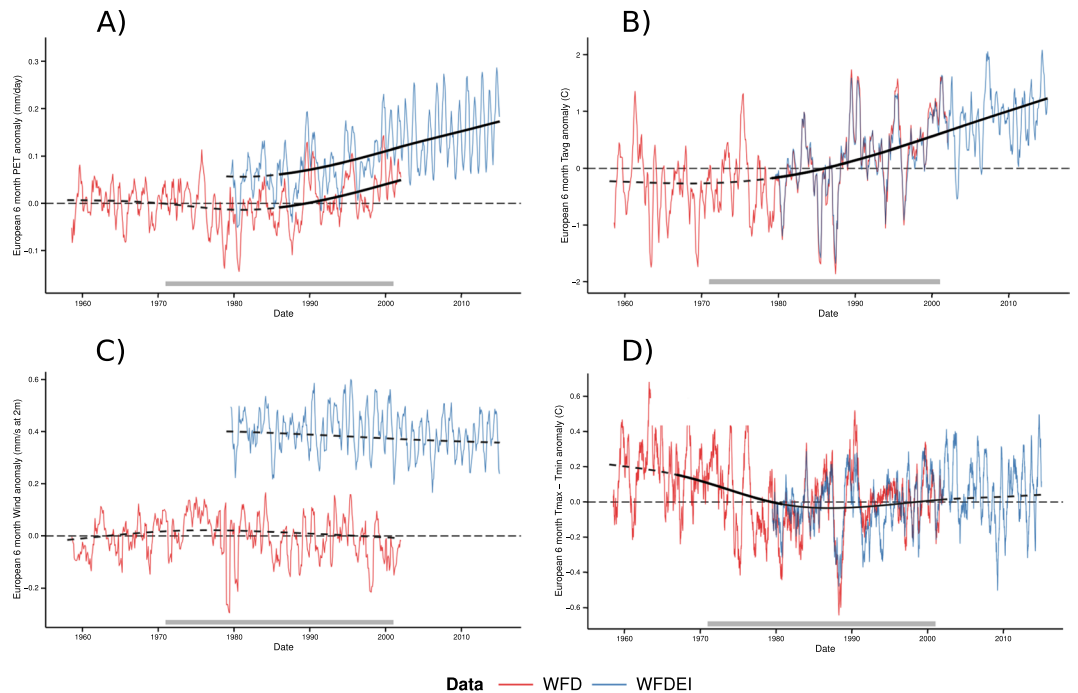 A)
European 6 month PET anomaly (mm/day)
0.3
0.2
0.1
0.0
−0.1
1960 1970 1980 1990 2000 2010
Date
B)
European 6 month Tavg anomaly (C)
2
1
0
−1
−2
1960 1970 1980 1990 2000 2010
Date
C)
European 6 month Wind anomaly (mm/s at 2m)
0.6
0.4
0.2
0.0
−0.2
1960 1970 1980 1990 2000 2010
Date
D)
European 6 month Tmax − Tmin anomaly (C)
0.6
0.4
0.2
0.0
−0.2
−0.4
−0.6
1960 1970 1980 1990 2000 2010
Date
Data WFD WFDEI